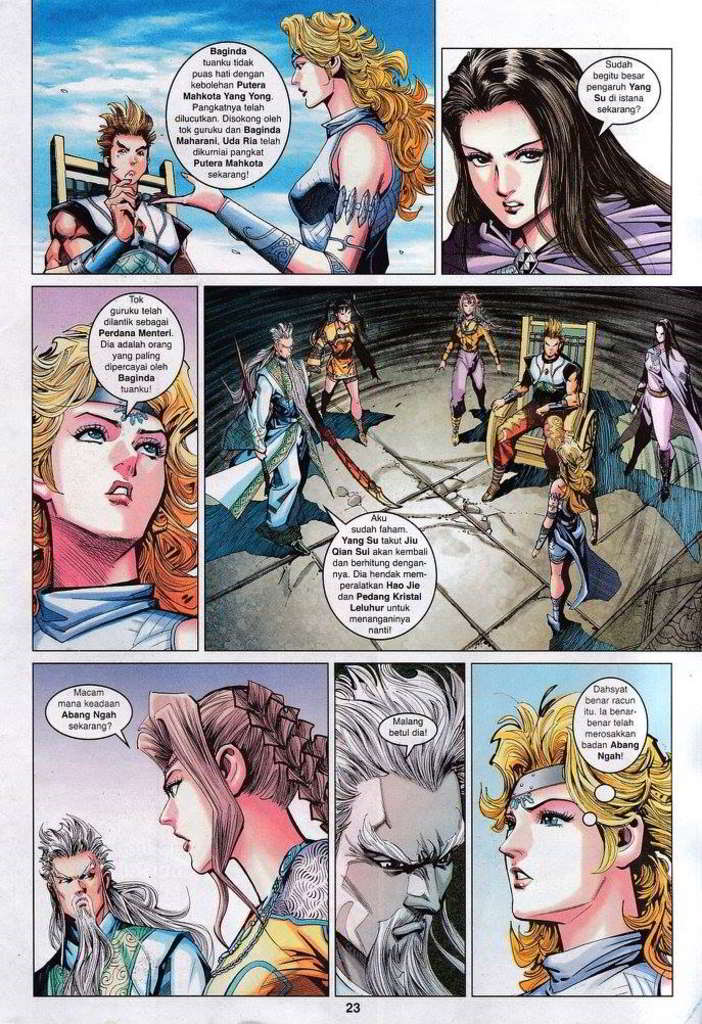 Baginda
tuanku tidak
puas hati dengan
kebolehan Putera
Mahkota Yang Yong.
Pangkatnya telah
dilucutkan. Disokong oleh
tok guruku dan Baginda
Maharani, Uda Ria telah
dikurniai pangkat
Putera Mahkota
sekarang!
Sudah
begitu besar
pengaruh Yang
Su di istana
sekarang?
Tok
guruku telah
dilantik sebagai
Perdana Menteri.
Dia adalah orang
yang paling
dipercayai oleh
Baginda
tuanku!
Aku
sudah faham.
Yang Su takut Jiu
Qian Sui akan kembali
dan berhitung dengan-
nya. Dia hendak mem-
peralatkan Hao Jie
dan Pedang Kristal
Leluhur untuk
menanganinya
nanti!
Macam
mana keadaan
Abang Ngah
sekarang?
Malang
betul dia!
Dahsyat
benar racun
itu. Ia benar-
benar telah
merosakkan
badan Abang
Ngah!
23